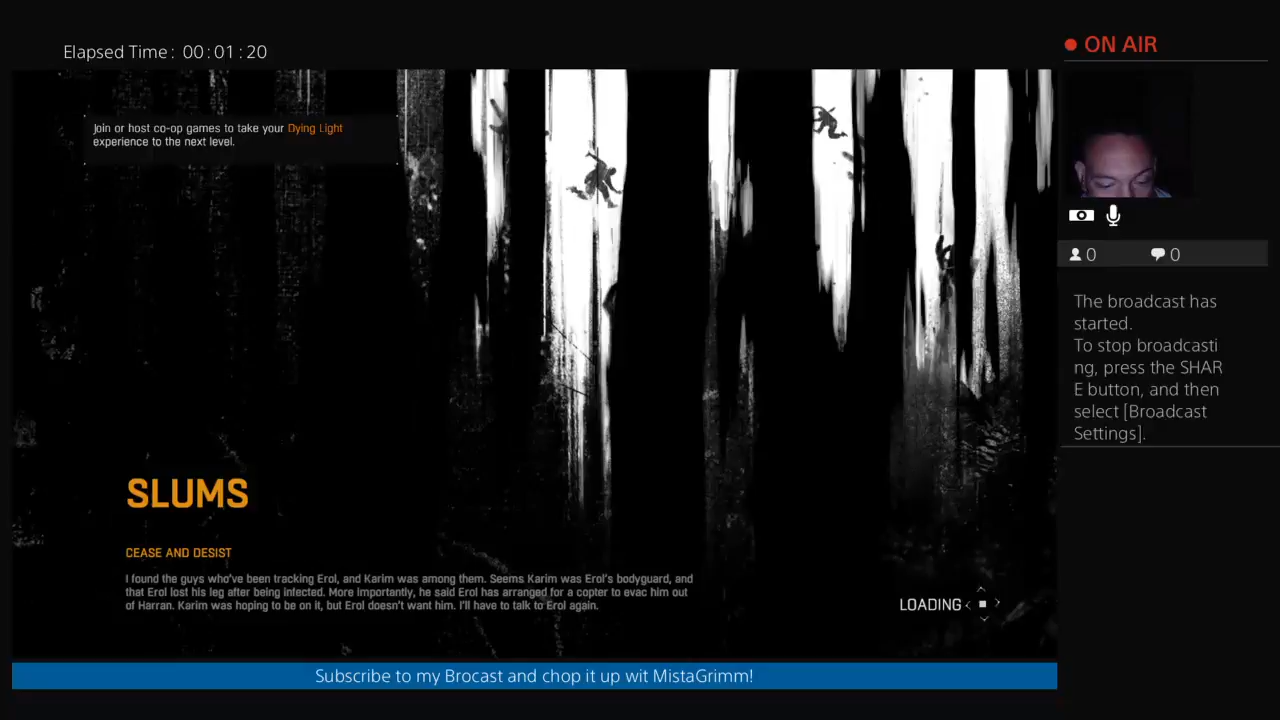 Elapsed Time: 00:01:20
ON AIR
Join or host co-op games to take your Dying Light
experience to the next level.
0 0
The broadcast has
started.
To stop broadcasti
ng, press the SHAR
E button, and then
select [Broadcast
Settings].
SLUMS
CEASE AND DESIST
I found the guys who've been tracking Erol, and Karim was among them. Seems Karim was Erol's bodyguard, and
that Erol lost his leg after being infected. More importantly, he said Erol has arranged for a copter to evac him out
of Harran. Karim was hoping to be on it, but Erol doesn't want him. I'll have to talk to Erol again.
LOADING
Subscribe to my Brocast and chop it up wit MistaGrimm!